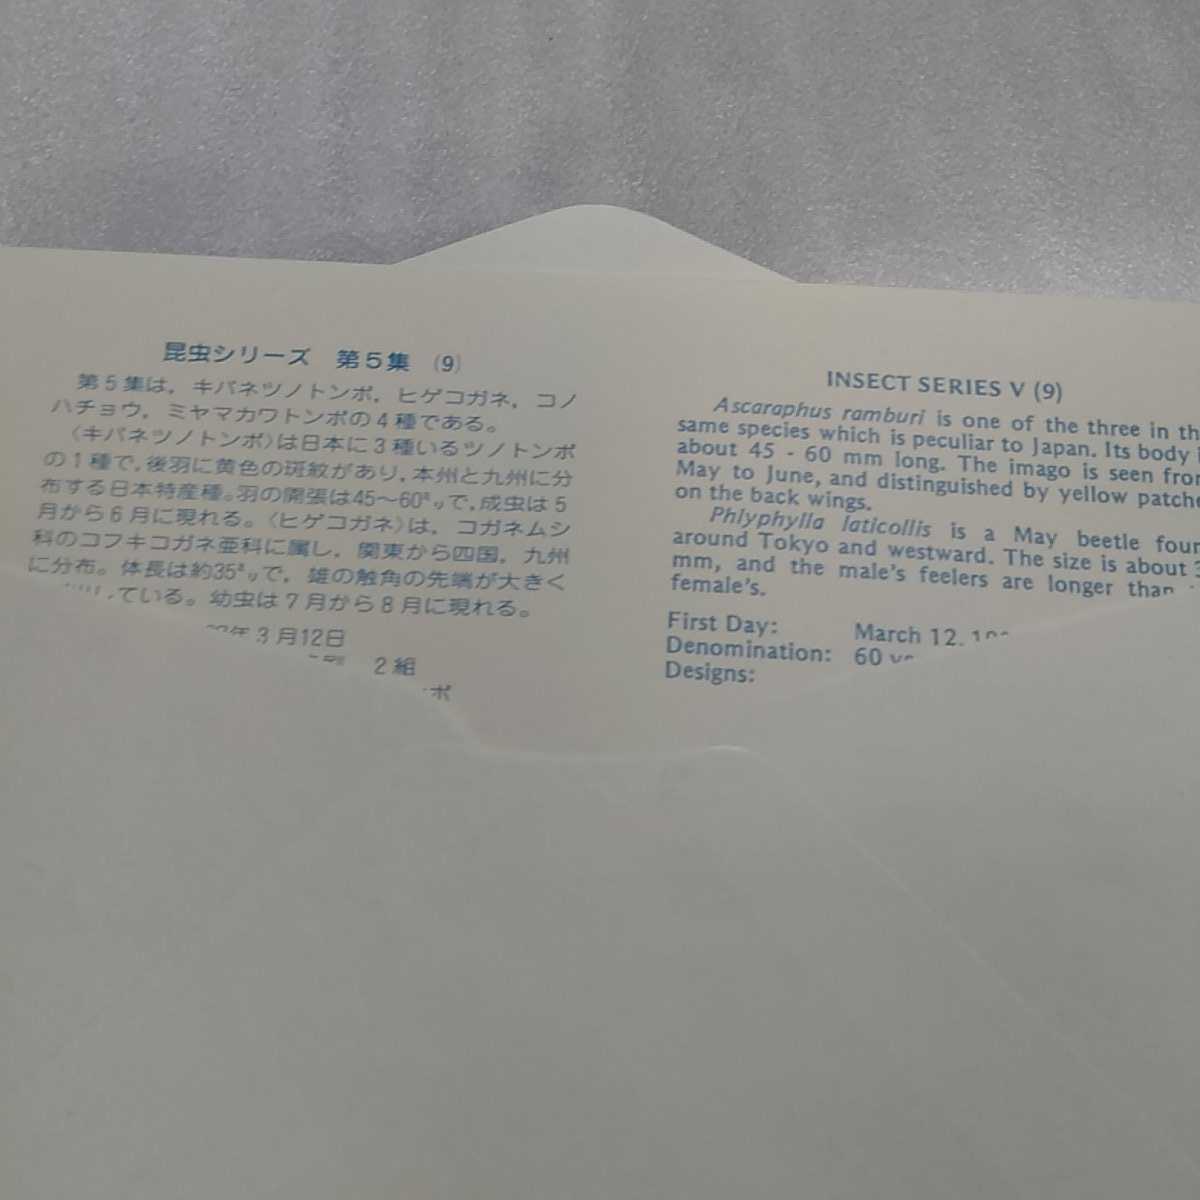 昆虫シリーズ 第5集 (9)
第5集は，キバネツノトンボ，ヒゲコガネ，コノ
ハチョウ，ミヤマカワトンボの4種である。
〈キバネツノトンボ〉は日本に3種いるツノトンボ
の1種で，後羽に黄色の斑紋があり，本州と九州に分
布する日本特産種。羽の開張は45～60㍉で，成虫は5
月から6月に現れる。〈ヒゲコガネ〉は，コガネムシ
科のコフキコガネ亜科に属し，関東から四国，九州
に分布。体長は約35㍉で，雄の触角の先端が大きく
している。幼虫は7月から8月に現れる。
年3月12日
2組
ボ
INSECT SERIES V (9)
Ascaraphus ramburi is one of the three in the
same species which is peculiar to Japan. Its body i
about 45 - 60 mm long. The imago is seen from
May to June, and distinguished by yellow patche
on the back wings.
Phlyphylla laticollis is a May beetle foun
around Tokyo and westward. The size is about 3
mm, and the male's feelers are longer than
female's.
First Day: March 12,
Denomination: 60
Designs: